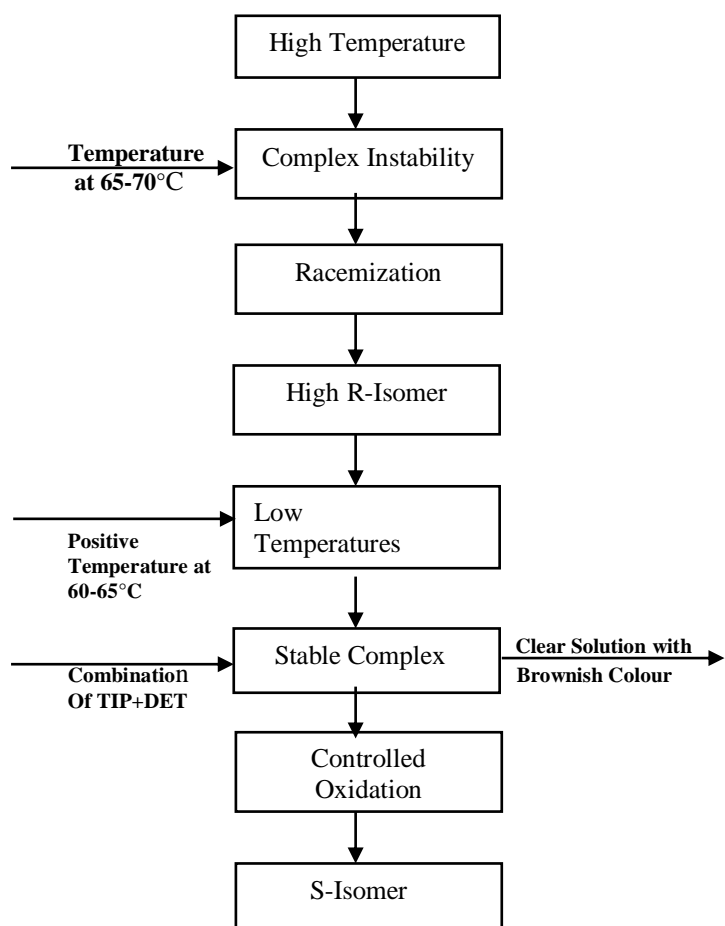 High Temperature
Temperature
at 65-70°C
Complex Instability
Racemization
High R-Isomer
Low
Temperatures
Positive
Temperature at
60-65°C
Stable Complex
Combination
Of TIP+DET
Clear Solution with
Brownish Colour
Controlled
Oxidation
S-Isomer